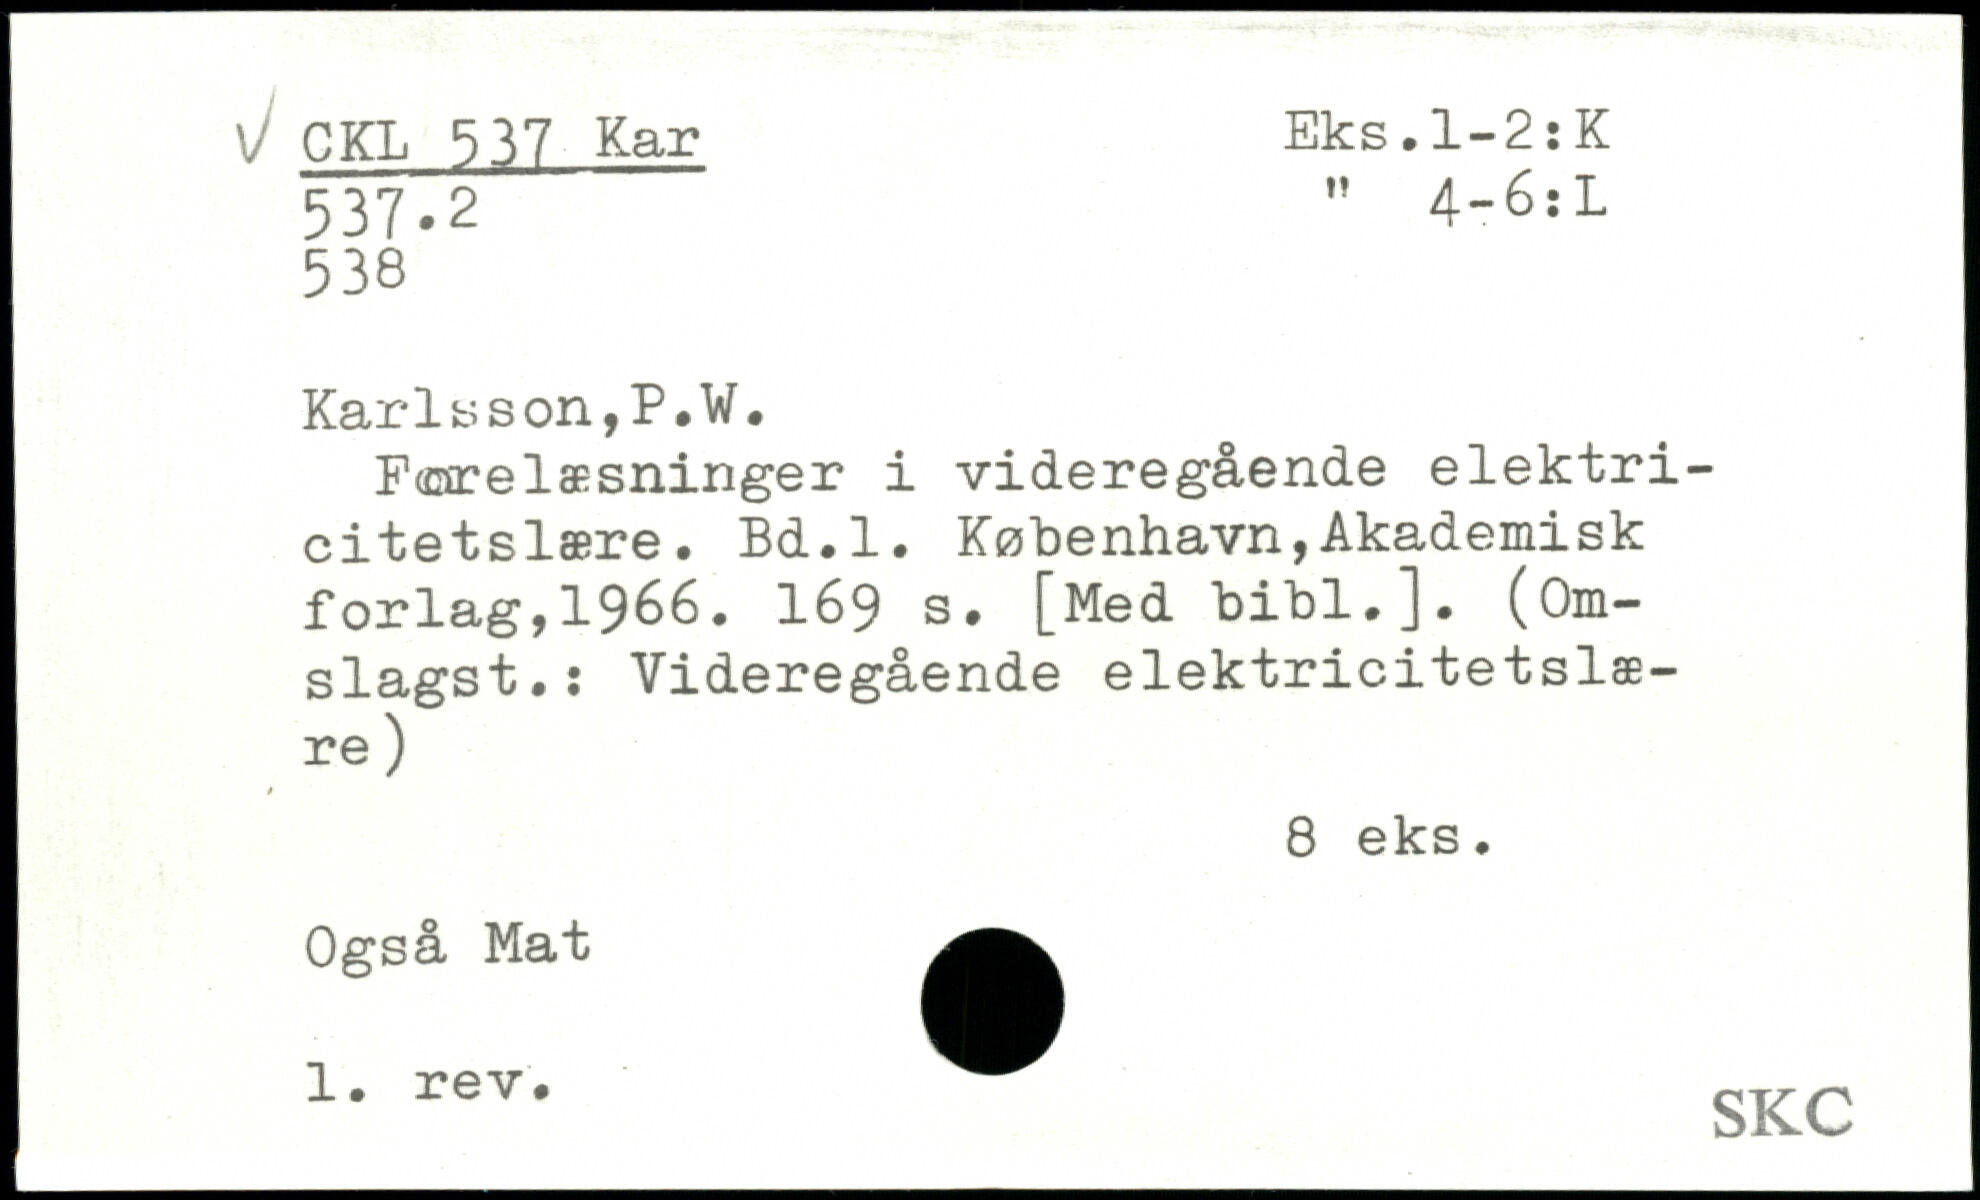 √ CKL 537 Kar
Eks.1-2:K
537.2
" 4-6:L
538
Karlsson,P.W.
Forelæsninger i videregående elektri-
citetslære. Bd.1. København,Akademisk
forlag,1966. 169 s. [Med bibl.]. (Om-
slagst.: Videregående elektricitetslæ-
re)
8 eks.
Også Mat
1. rev.
SKC